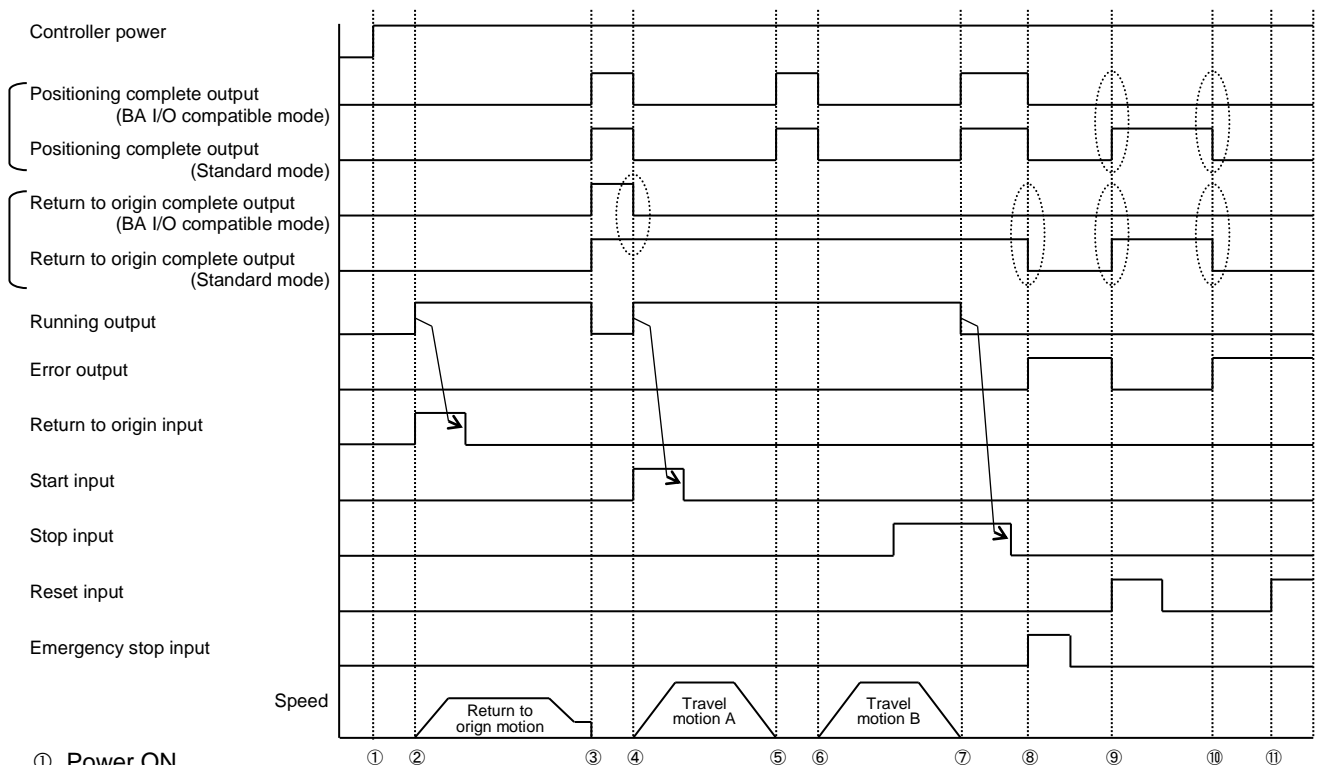 Controller power
Positioning complete output
(BA I/O compatible mode)
Positioning complete output
(Standard mode)
Return to origin complete output
(BA I/O compatible mode)
Return to origin complete output
(Standard mode)
Running output
Error output
Return to origin input
Start input
Stop input
Reset input
Emergency stop input
Speed
Return to
orign motion
Travel
motion A
Travel
motion B
① ② ③ ④ ⑤ ⑥ ⑦ ⑧ ⑨ ⑩ ⑪
① Power ON